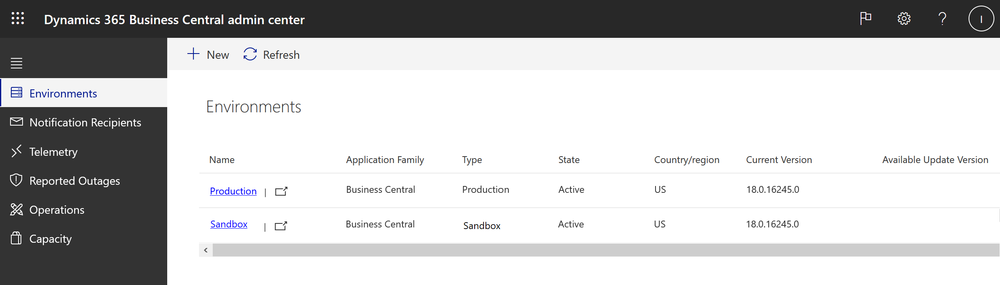 Dynamics 365 Business Central admin center
I
New Refresh
Environments
Notification Recipients
Telemetry
Reported Outages
Operations
Capacity
Environments
Name Application Family Type State Country/region Current Version Available Update Version
Production | Business Central Production Active US 18.0.16245.0
Sandbox | Business Central Sandbox Active US 18.0.16245.0